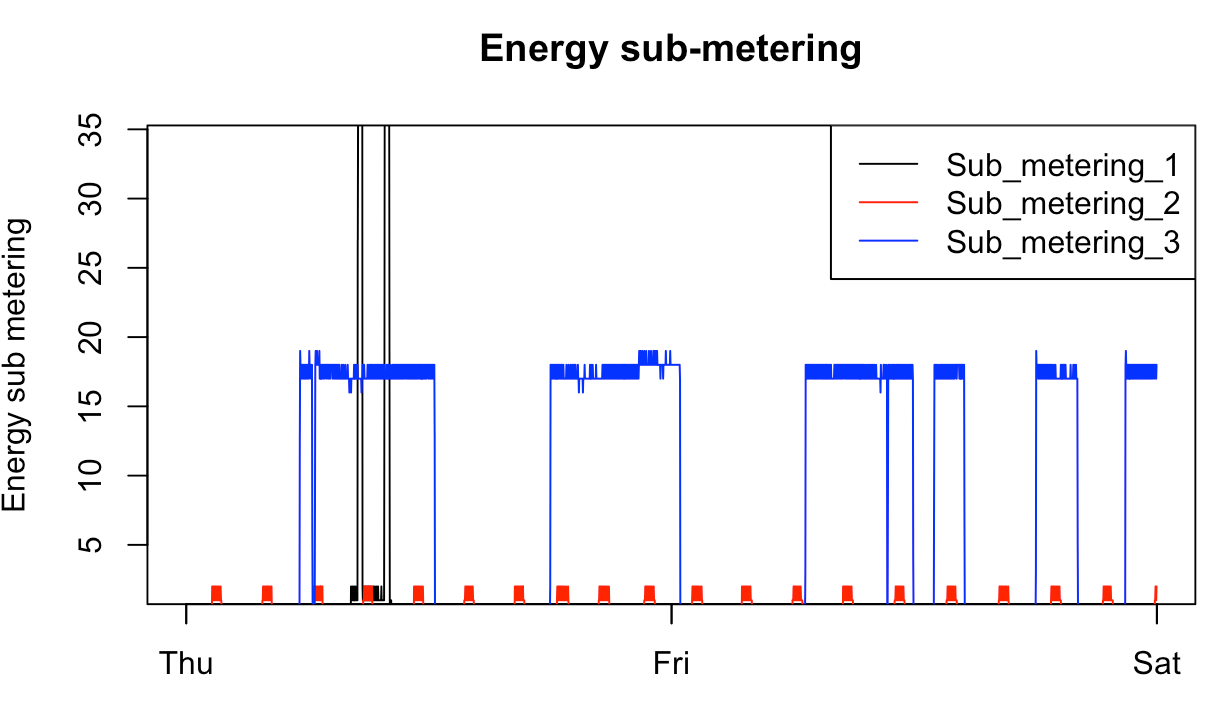 Energy sub-metering
Energy sub metering
35
30
25
20
15
10
5
Sub_metering_1
Sub_metering_2
Sub_metering_3
Thu
Fri
Sat